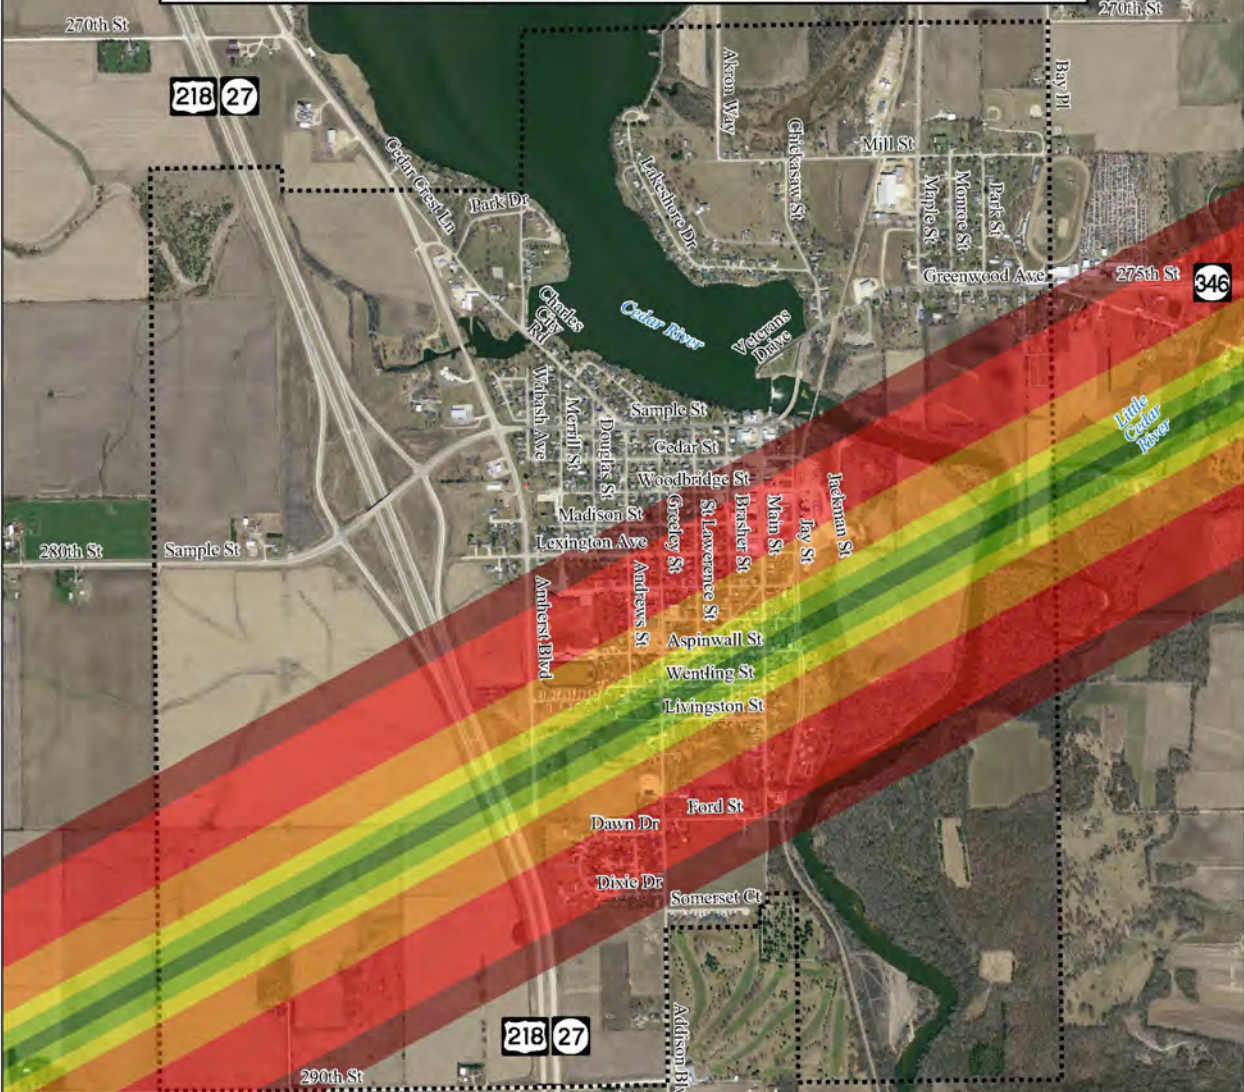 270th St
270th St
218 27
Akron Way
Bay Pl
Chickasaw St
Mill St
Cedar Crest Ln
Lakeshore Dr
Park Dr
Maple St
Monroe St
Park St
Greenwood Ave
275th St
346
Charles
City
Rd
Cedar River
Veterans
Drive
Wabash Ave
Merrill St
Douglas St
Sample St
Cedar St
Little
Cedar
River
Woodbridge St
Greeley St
St Lawerence St
Brasher St
Main St
Jay St
Jackman St
Madison St
Lexington Ave
280th St
Sample St
Amherst Blvd
Andrews St
Aspinwall St
Wentling St
Livingston St
Ford St
Dawn Dr
Dixie Dr
Somerset Ct
218 27
290th St